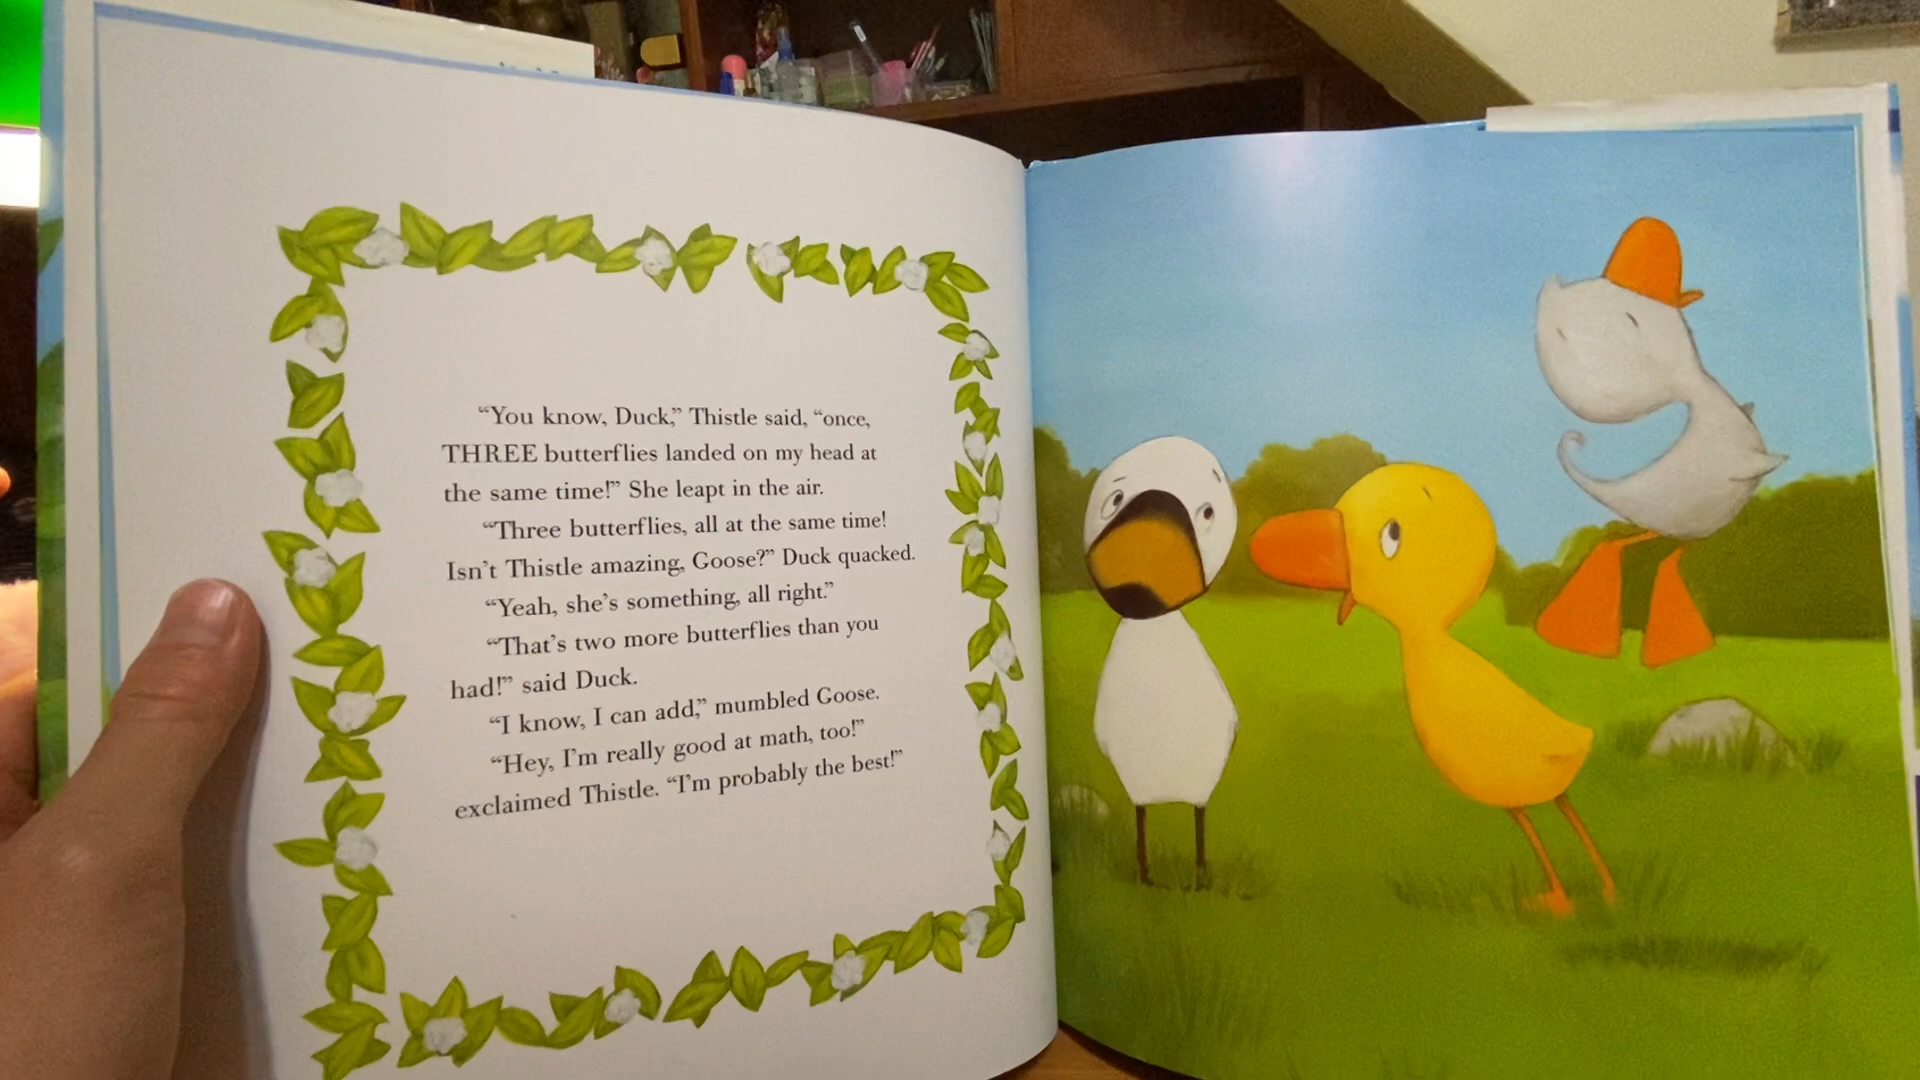 “You know, Duck,” Thistle said, “once,
THREE butterflies landed on my head at
the same time!” She leapt in the air.
“Three butterflies, all at the same time!
Isn’t Thistle amazing, Goose?” Duck quacked.
“Yeah, she’s something, all right.”
“That’s two more butterflies than you
had!” said Duck.
“I know, I can add,” mumbled Goose.
“Hey, I’m really good at math, too!”
exclaimed Thistle. “I’m probably the best!”